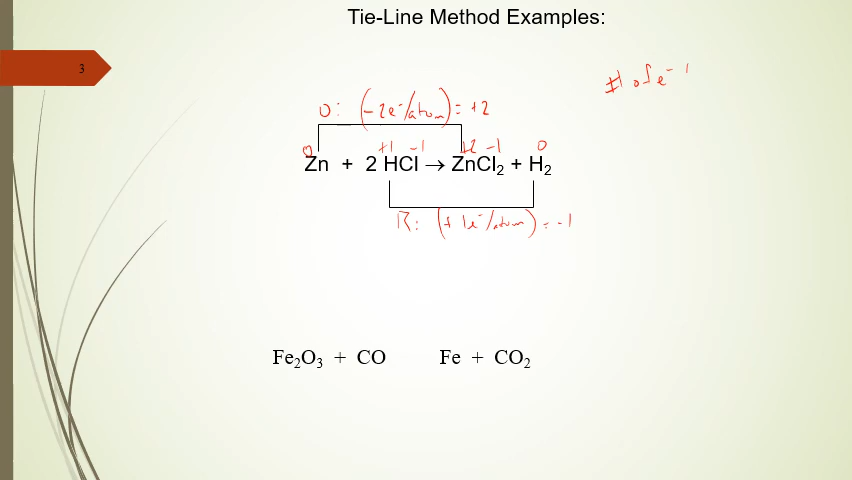 Tie-Line Method Examples:
3
# of e⁻
O: (-2e⁻/atom) = +2
0 +1 -1 +2 -1 0
Zn + 2 HCl → ZnCl₂ + H₂
R: (+1e⁻/atom) = -1
Fe₂O₃ + CO Fe + CO₂